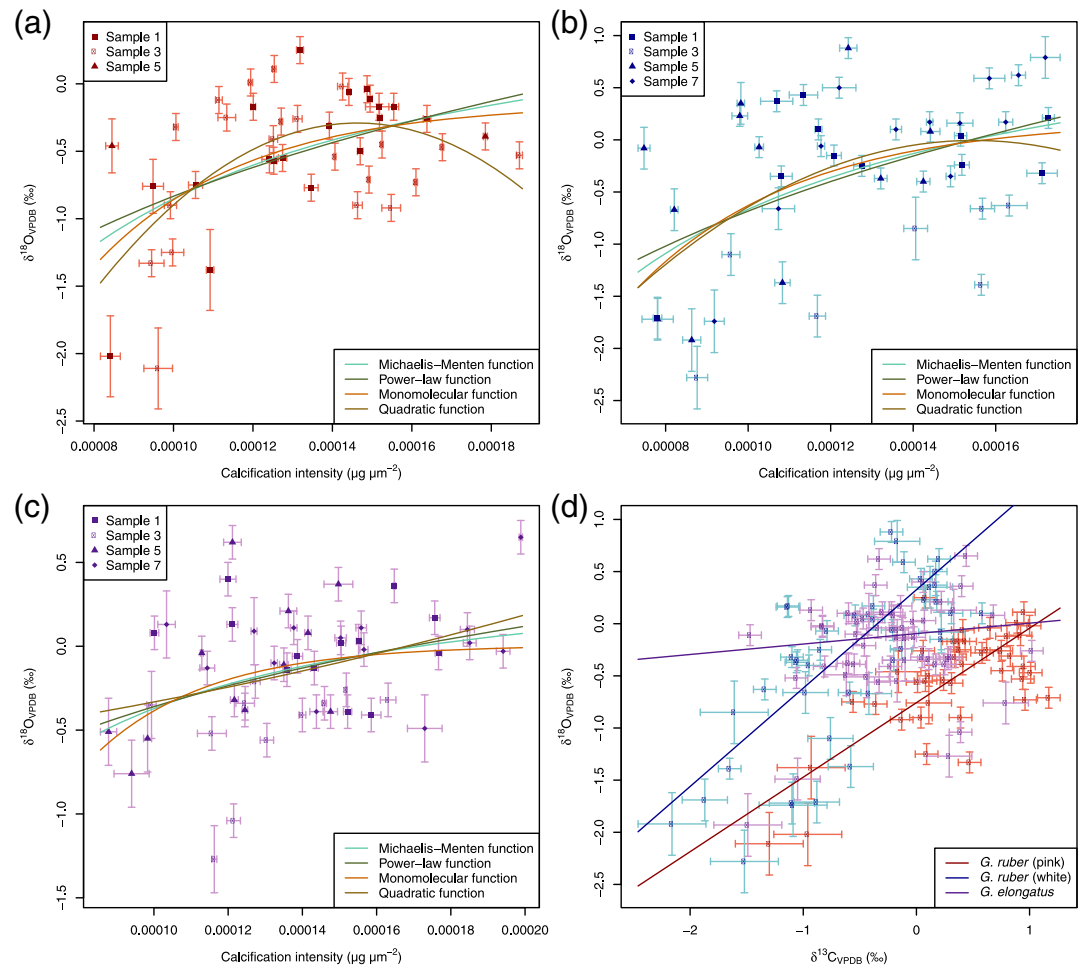 (a)
Sample 1
Sample 3
Sample 5
0.0
−0.5
−1.0
−1.5
−2.0
−2.5
δ¹⁸O_VPDB (‰)
Michaelis−Menten function
Power−law function
Monomolecular function
Quadratic function
0.00008 0.00010 0.00012 0.00014 0.00016 0.00018
Calcification intensity (μg μm⁻²)
(b)
Sample 1
Sample 3
Sample 5
Sample 7
1.0
0.5
0.0
−0.5
−1.0
−1.5
−2.0
−2.5
δ¹⁸O_VPDB (‰)
Michaelis−Menten function
Power−law function
Monomolecular function
Quadratic function
0.00008 0.00010 0.00012 0.00014 0.00016
Calcification intensity (μg μm⁻²)
(c)
Sample 1
Sample 3
Sample 5
Sample 7
0.5
0.0
−0.5
−1.0
−1.5
δ¹⁸O_VPDB (‰)
Michaelis−Menten function
Power−law function
Monomolecular function
Quadratic function
0.00010 0.00012 0.00014 0.00016 0.00018 0.00020
Calcification intensity (μg μm⁻²)
(d)
1.0
0.5
0.0
−0.5
−1.0
−1.5
−2.0
−2.5
δ¹⁸O_VPDB (‰)
G. ruber (pink)
G. ruber (white)
G. elongatus
−2 −1 0 1
δ¹³C_VPDB (‰)